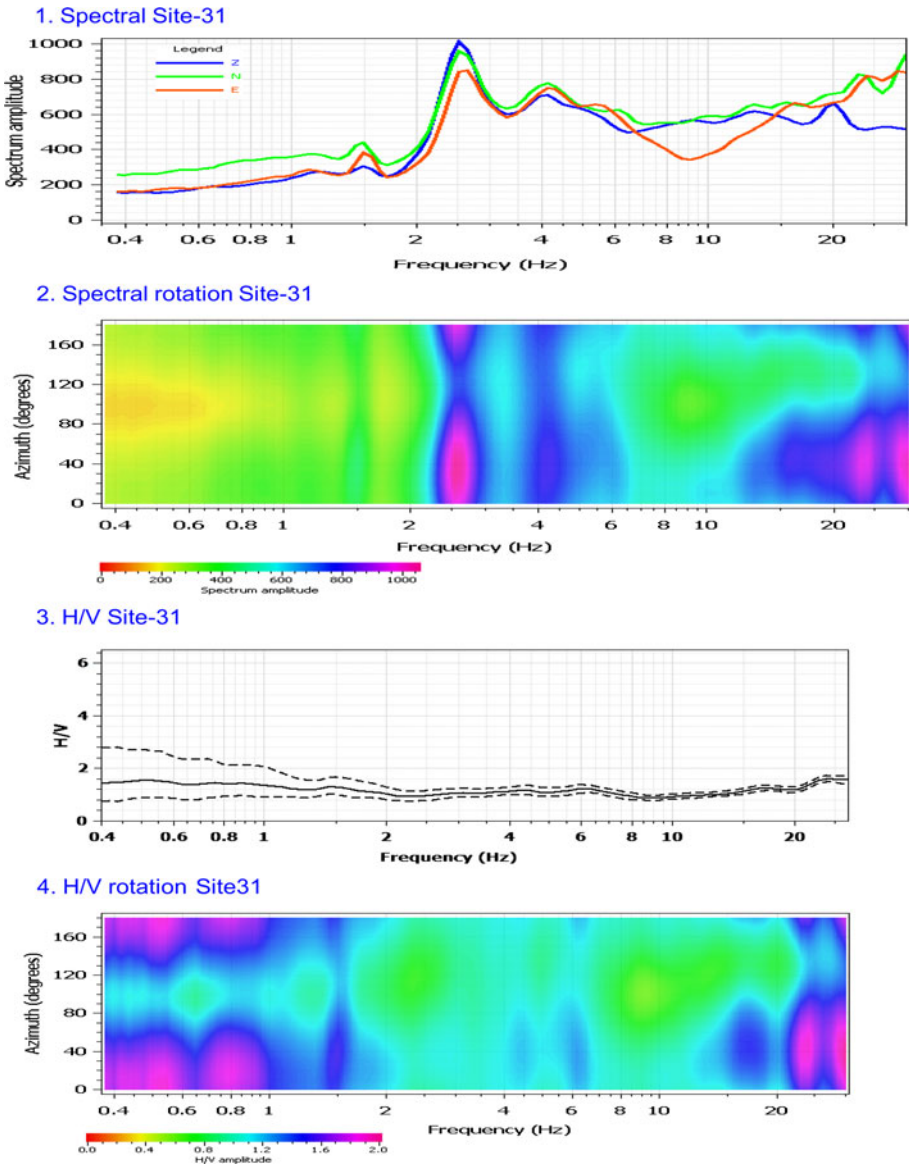 1. Spectral Site-31
Spectrum amplitude
1000
800
600
400
200
0
Legend
Z
N
E
0.4 0.6 0.8 1 2 4 6 8 10 20
Frequency (Hz)
2. Spectral rotation Site-31
Azimuth (degrees)
160
120
80
40
0
0.4 0.6 0.8 1 2 4 6 8 10 20
Frequency (Hz)
0 200 400 600 800 1000
Spectrum amplitude
3. H/V Site-31
H/V
6
4
2
0
0.4 0.6 0.8 1 2 4 6 8 10 20
Frequency (Hz)
4. H/V rotation Site31
Azimuth (degrees)
160
120
80
40
0
0.4 0.6 0.8 1 2 4 6 8 10 20
Frequency (Hz)
0.0 0.4 0.8 1.2 1.6 2.0
H/V amplitude